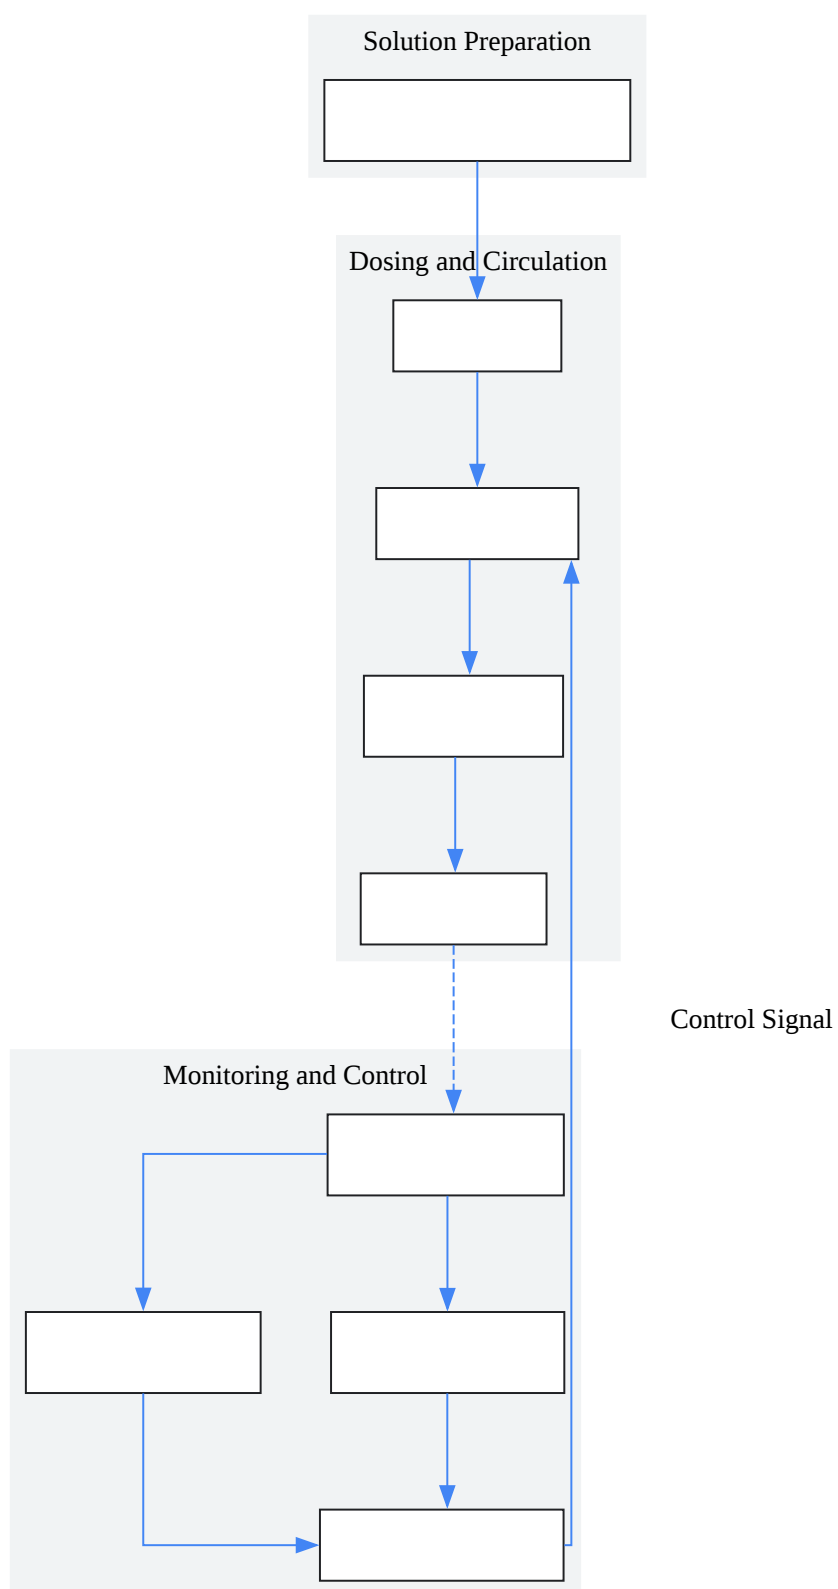 Solution Preparation
Dosing and Circulation
Control Signal
Monitoring and Control